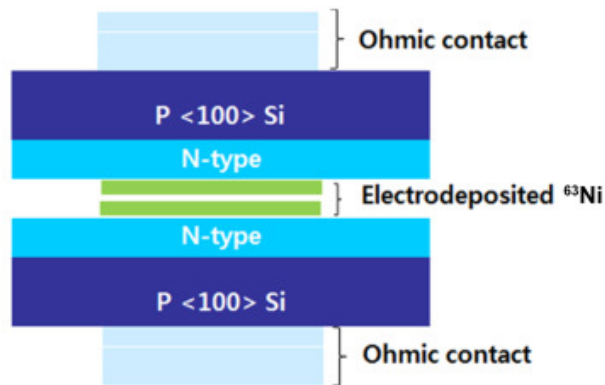 Ohmic contact
P <100> Si
N-type
Electrodeposited ⁶³Ni
N-type
P <100> Si
Ohmic contact